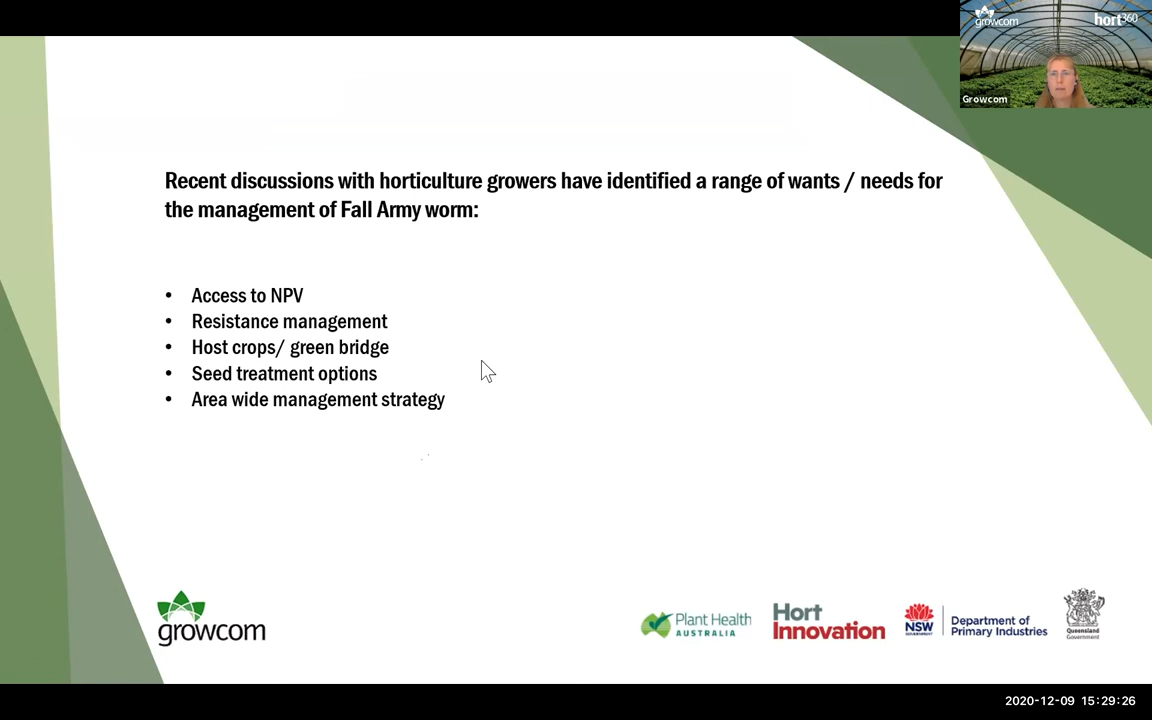 growcom
hort360
Growcom
Recent discussions with horticulture growers have identified a range of wants / needs for
the management of Fall Army worm:
• Access to NPV
• Resistance management
• Host crops/ green bridge
• Seed treatment options
• Area wide management strategy
growcom
Plant Health
AUSTRALIA
Hort
Innovation
NSW
GOVERNMENT
Department of
Primary Industries
Queensland
Government
2020-12-09 15:29:26